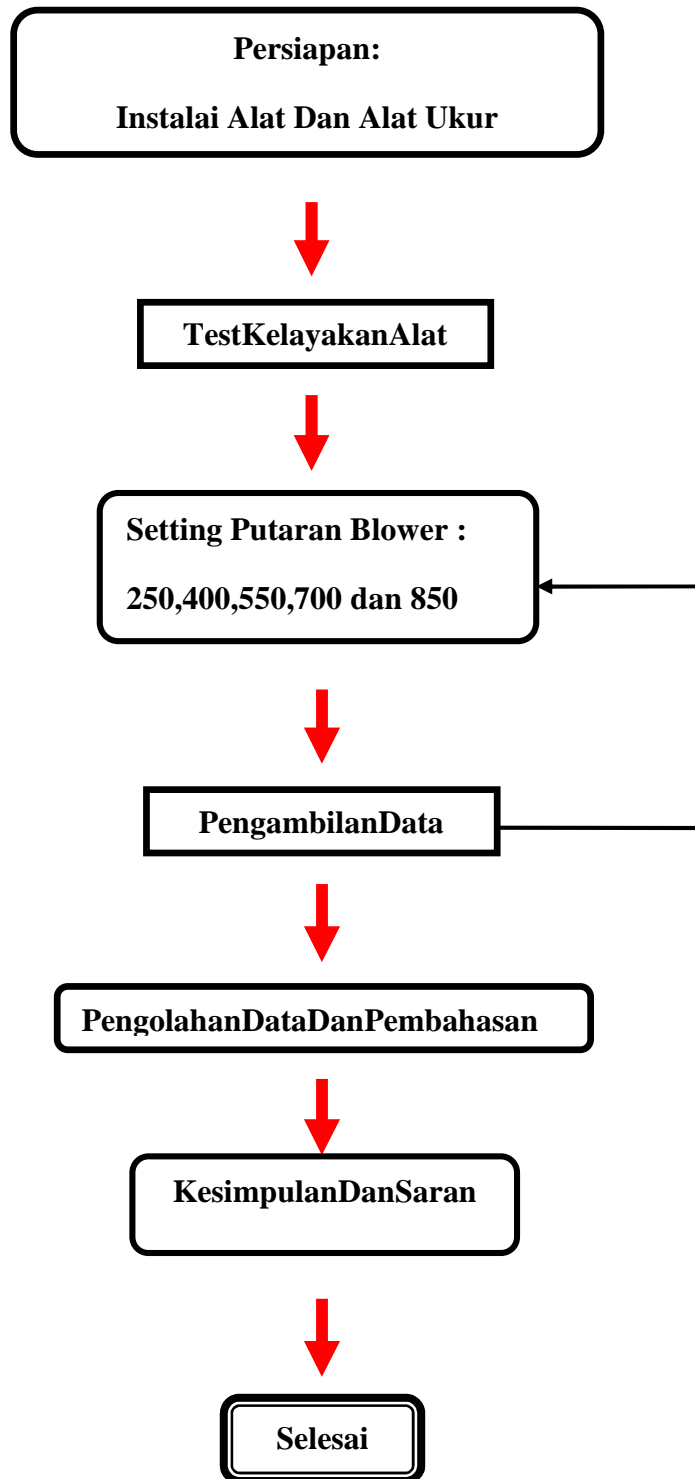 Persiapan:
Instalai Alat Dan Alat Ukur
TestKelayakanAlat
Setting Putaran Blower :
250,400,550,700 dan 850
PengambilanData
PengolahanDataDanPembahasan
KesimpulanDanSaran
Selesai